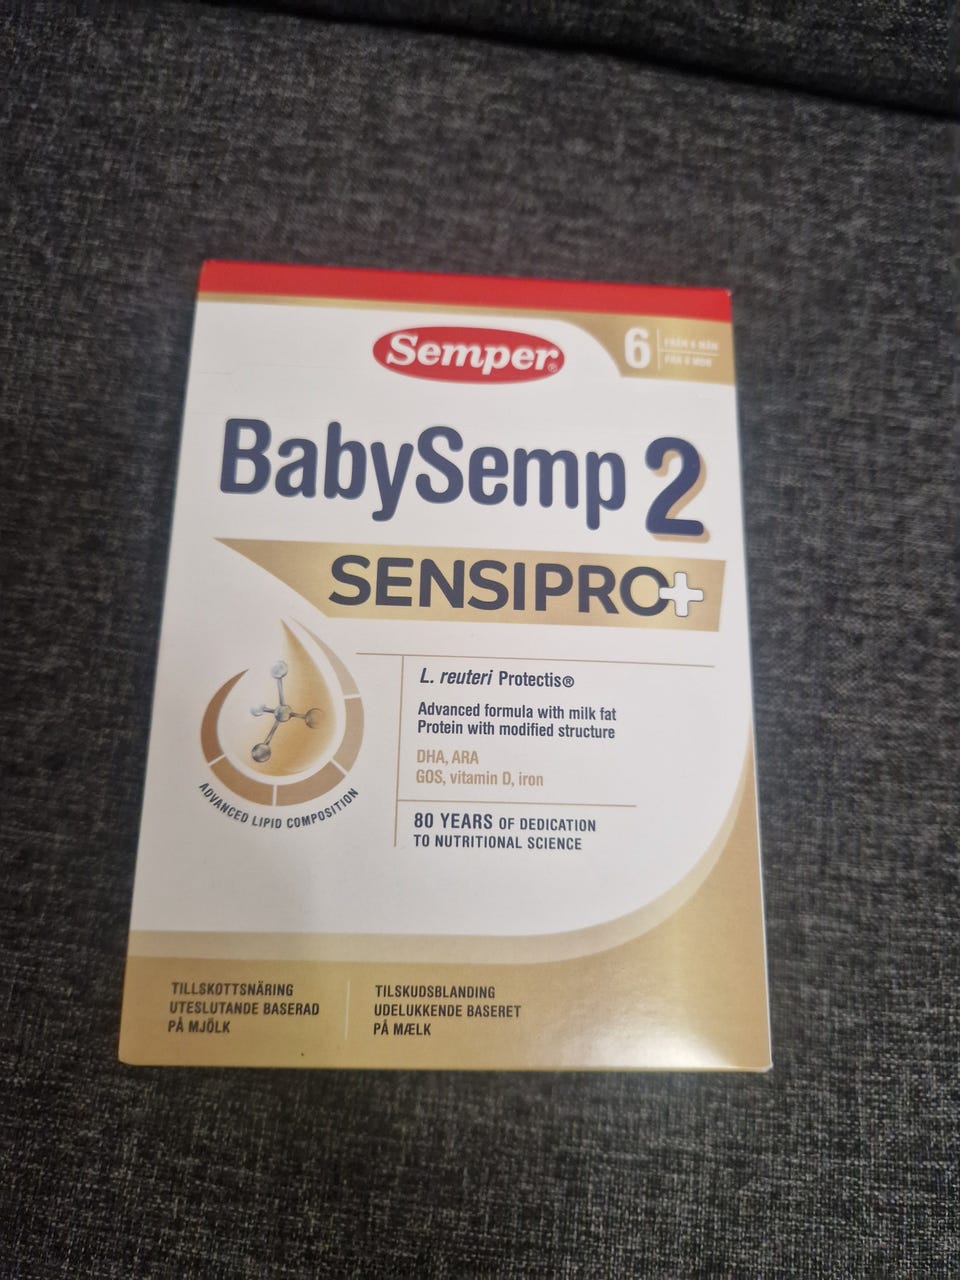 Semper®
6
FRÅN 6 MÅN
FRA 6 MDR
BabySemp 2
SENSIPRO+
L. reuteri Protectis®
Advanced formula with milk fat
Protein with modified structure
DHA, ARA
GOS, vitamin D, iron
80 YEARS OF DEDICATION
TO NUTRITIONAL SCIENCE
ADVANCED LIPID COMPOSITION
TILLSKOTTSNÄRING
UTESLUTANDE BASERAD
PÅ MJÖLK
TILSKUDSBLANDING
UDELUKKENDE BASERET
PÅ MÆLK